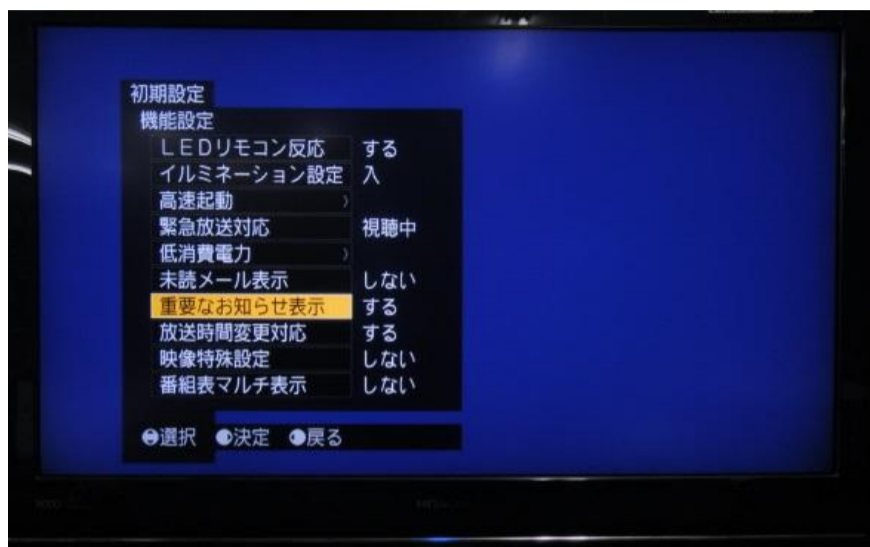 初期設定
機能設定
LEDリモコン反応 する
イルミネーション設定 入
高速起動 〉
緊急放送対応 視聴中
低消費電力 〉
未読メール表示 しない
重要なお知らせ表示 する
放送時間変更対応 する
映像特殊設定 しない
番組表マルチ表示 しない
選択 決定 戻る